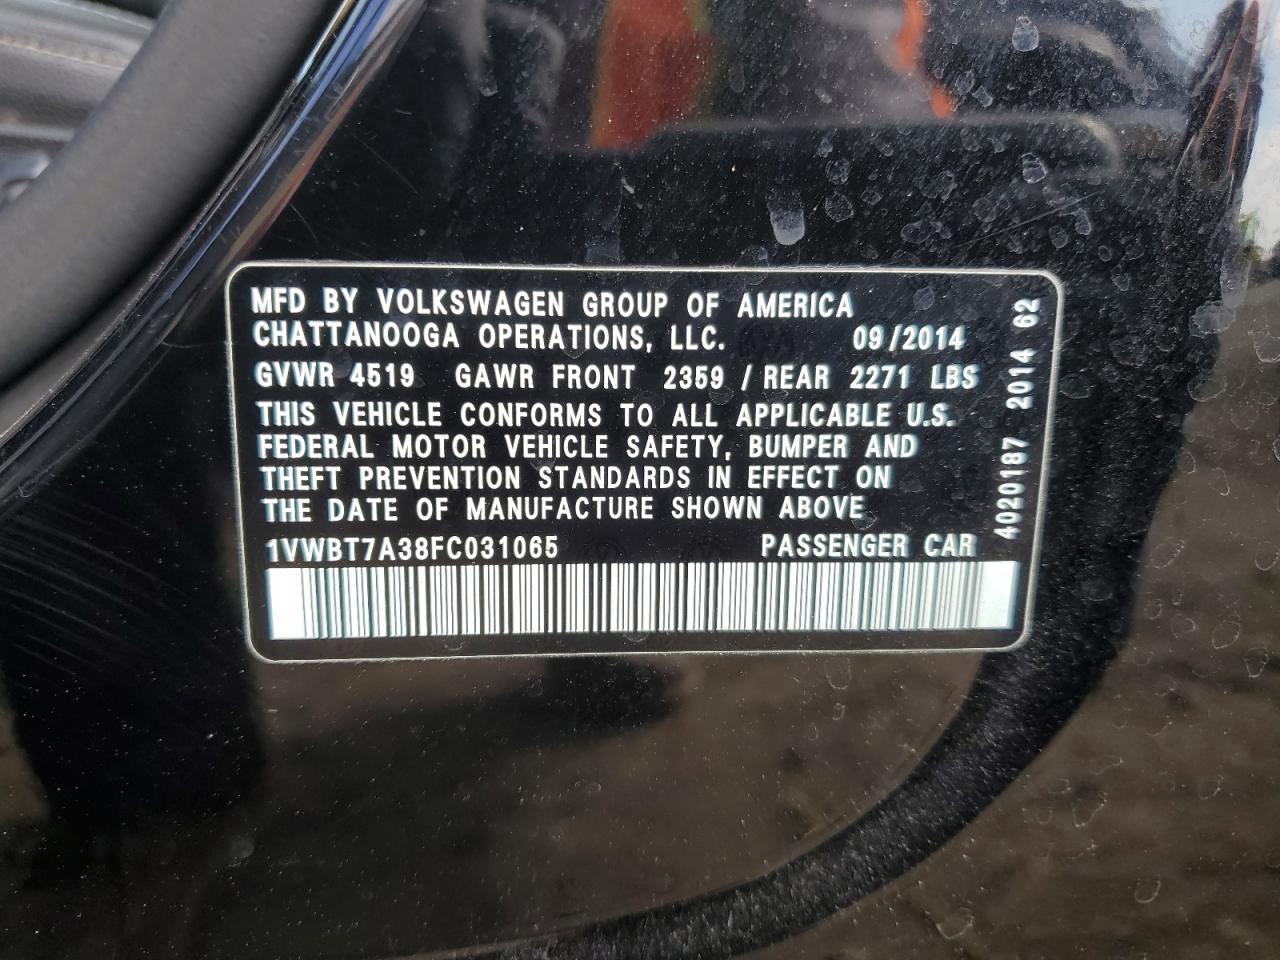 MFD BY VOLKSWAGEN GROUP OF AMERICA
CHATTANOOGA OPERATIONS, LLC. 09/2014
GVWR 4519 GAWR FRONT 2359 / REAR 2271 LBS
THIS VEHICLE CONFORMS TO ALL APPLICABLE U.S.
FEDERAL MOTOR VEHICLE SAFETY, BUMPER AND
THEFT PREVENTION STANDARDS IN EFFECT ON
THE DATE OF MANUFACTURE SHOWN ABOVE
1VWBT7A38FC031065 PASSENGER CAR
4020187 2014 62